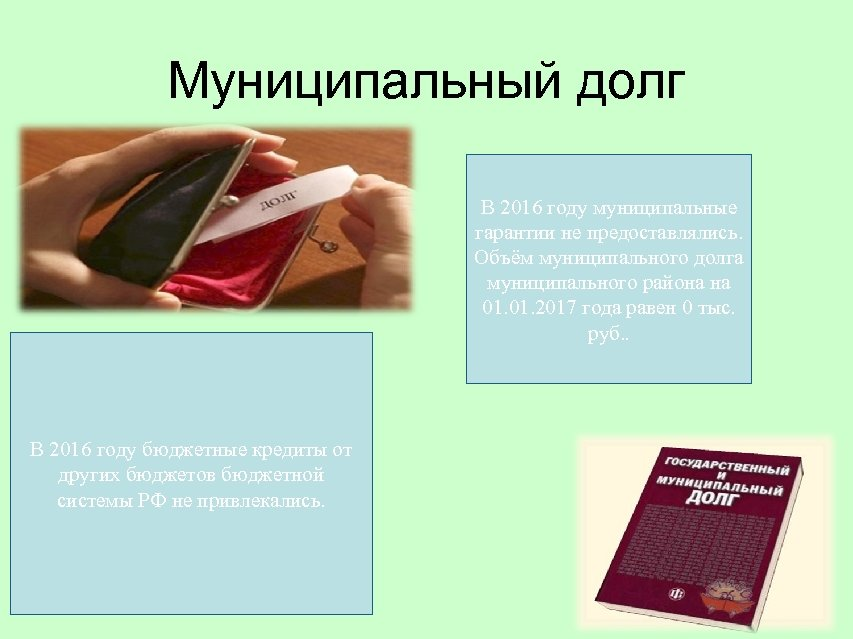 Муниципальный долг
долг
В 2016 году муниципальные
гарантии не предоставлялись.
Объём муниципального долга
муниципального района на
01.01.2017 года равен 0 тыс.
руб..
В 2016 году бюджетные кредиты от
других бюджетов бюджетной
системы РФ не привлекались.
ГОСУДАРСТВЕННЫЙ
И
МУНИЦИПАЛЬНЫЙ
ДОЛГ